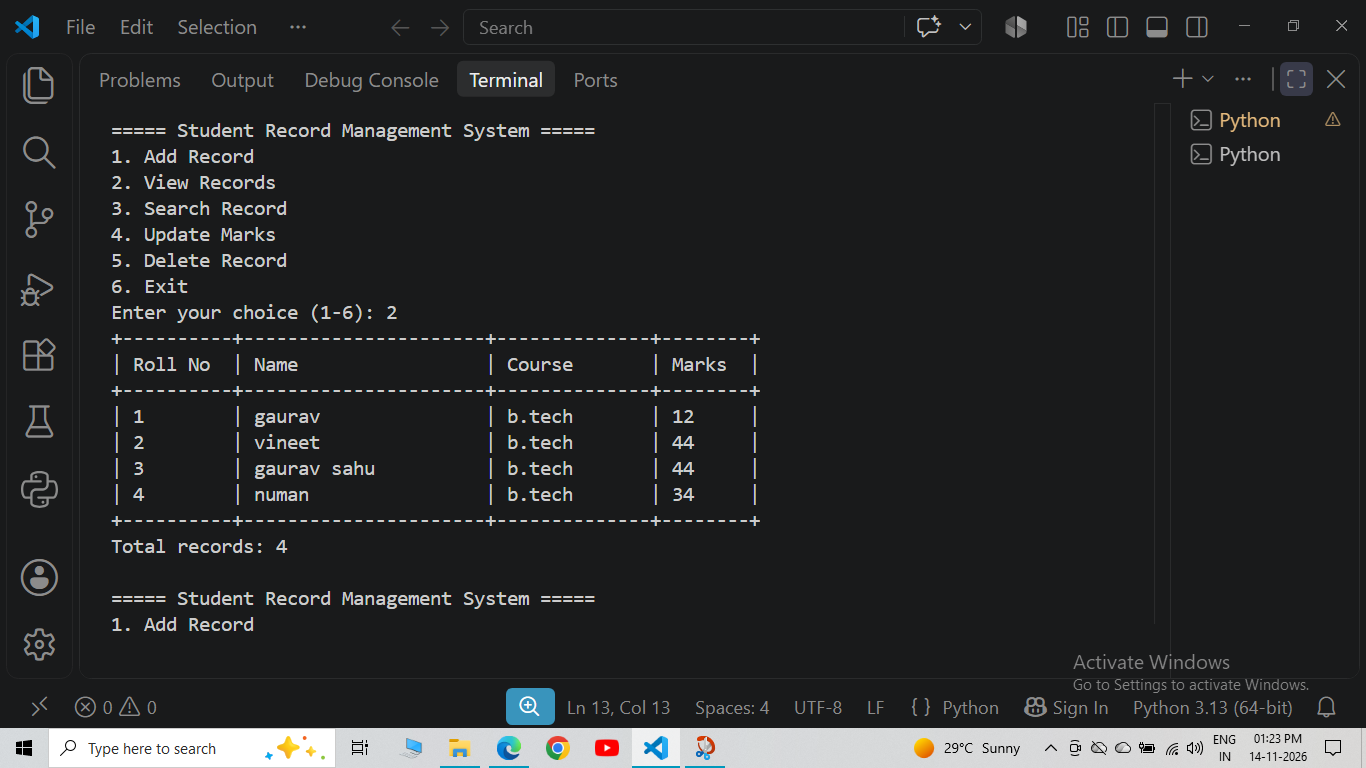 File Edit Selection ··· Search
Problems Output Debug Console Terminal Ports
===== Student Record Management System =====
1. Add Record
2. View Records
3. Search Record
4. Update Marks
5. Delete Record
6. Exit
Enter your choice (1-6): 2
+----------+----------------------+--------------+--------+
| Roll No  | Name                 | Course       | Marks  |
+----------+----------------------+--------------+--------+
| 1        | gaurav               | b.tech       | 12     |
| 2        | vineet               | b.tech       | 44     |
| 3        | gaurav sahu          | b.tech       | 44     |
| 4        | numan                | b.tech       | 34     |
+----------+----------------------+--------------+--------+
Total records: 4
===== Student Record Management System =====
1. Add Record
Python
Python
Activate Windows
Go to Settings to activate Windows.
0 0 Ln 13, Col 13 Spaces: 4 UTF-8 LF { } Python Sign In Python 3.13 (64-bit)
Type here to search 29°C Sunny ENG IN 01:23 PM 14-11-2026